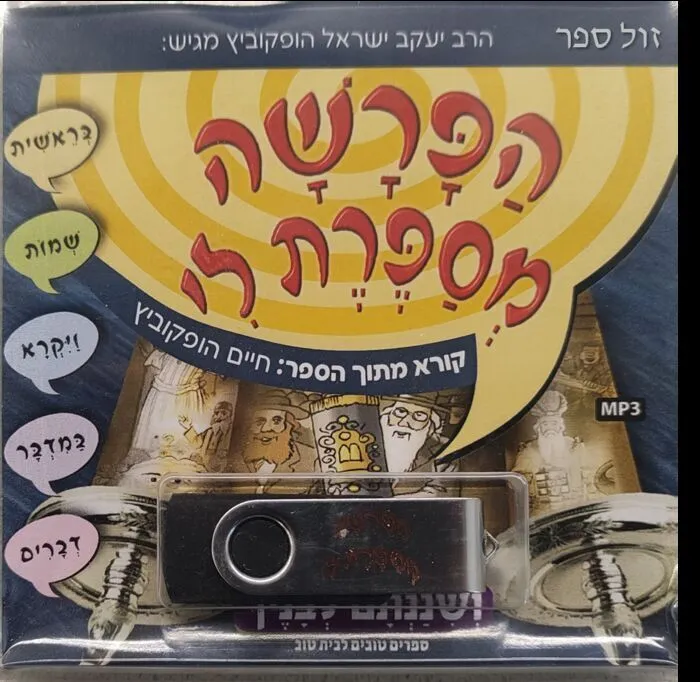 זול ספר
הרב יעקב ישראל הופקוביץ מגיש:
הַפָּרָשָׁה
מְסַפֶּרֶת לִי
קורא מתוך הספר: חיים הופקוביץ
בְּרֵאשִׁית
שְׁמוֹת
וַיִּקְרָא
בַּמִדְבָּר
דְּבָרִים
MP3
וְשִׁנַּנְתָּם לְבָנֶיךָ
ספרים טובים לבית טוב